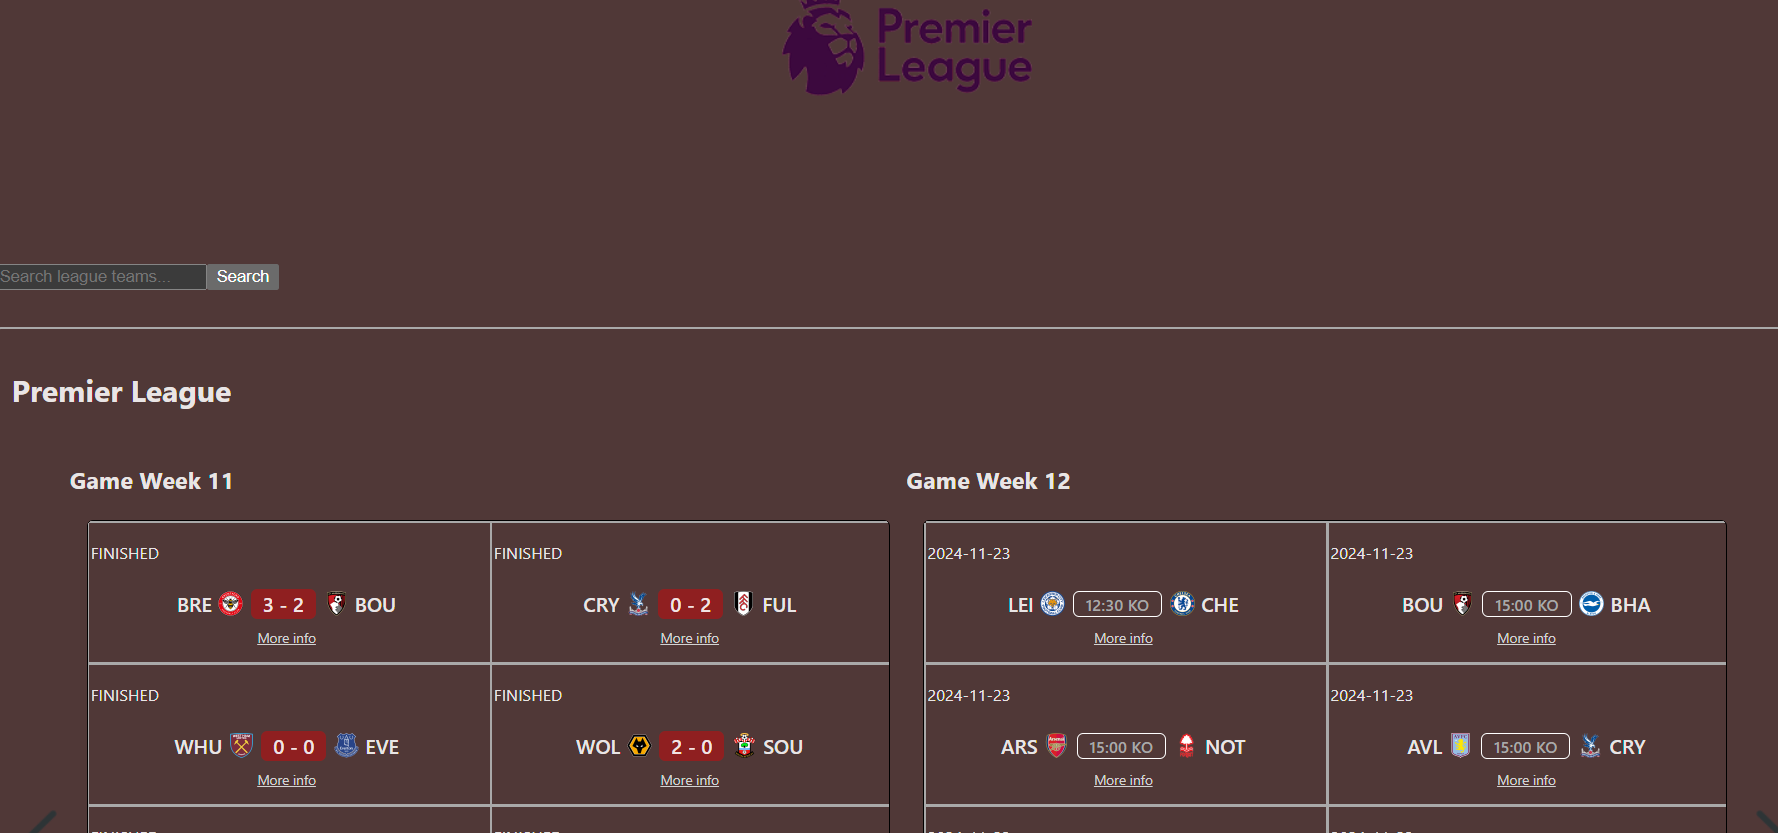 Premier
League
Search league teams... Search
Premier League
Game Week 11
FINISHED
BRE 3 - 2 BOU
More info
FINISHED
CRY 0 - 2 FUL
More info
FINISHED
WHU 0 - 0 EVE
More info
FINISHED
WOL 2 - 0 SOU
More info
Game Week 12
2024-11-23
LEI 12:30 KO CHE
More info
2024-11-23
BOU 15:00 KO BHA
More info
2024-11-23
ARS 15:00 KO NOT
More info
2024-11-23
AVL 15:00 KO CRY
More info